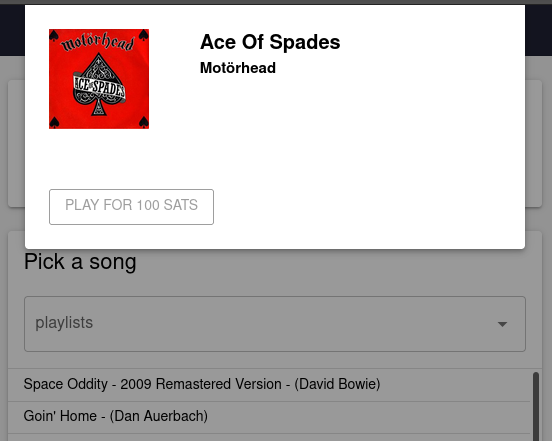 Motörhead
ACE OF SPADES
Ace Of Spades
Motörhead
PLAY FOR 100 SATS
Pick a song
playlists
Space Oddity - 2009 Remastered Version - (David Bowie)
Goin' Home - (Dan Auerbach)